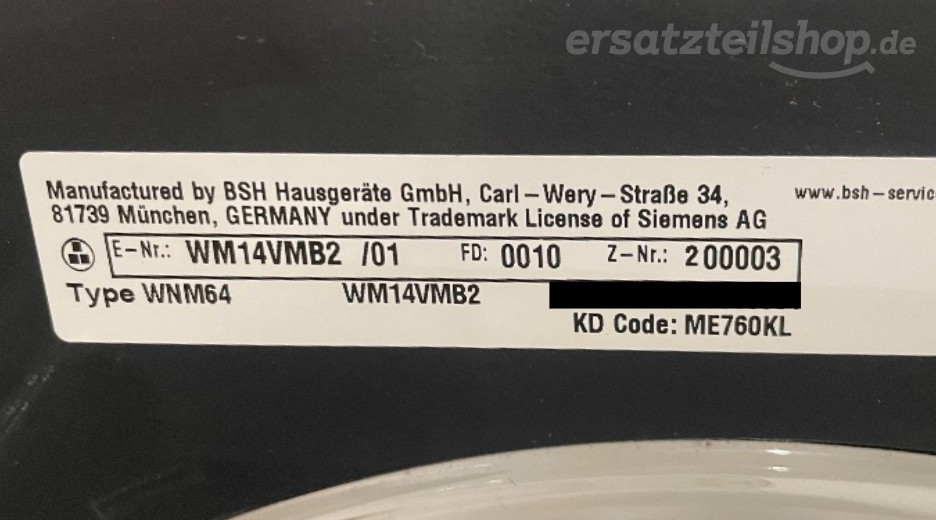 ersatzteilshop.de
Manufactured by BSH Hausgeräte GmbH, Carl–Wery–Straße 34, www.bsh–servic
81739 München, GERMANY under Trademark License of Siemens AG
E–Nr.: WM14VMB2 /01 FD: 0010 Z–Nr.: 200003
Type WNM64 WM14VMB2
KD Code: ME760KL